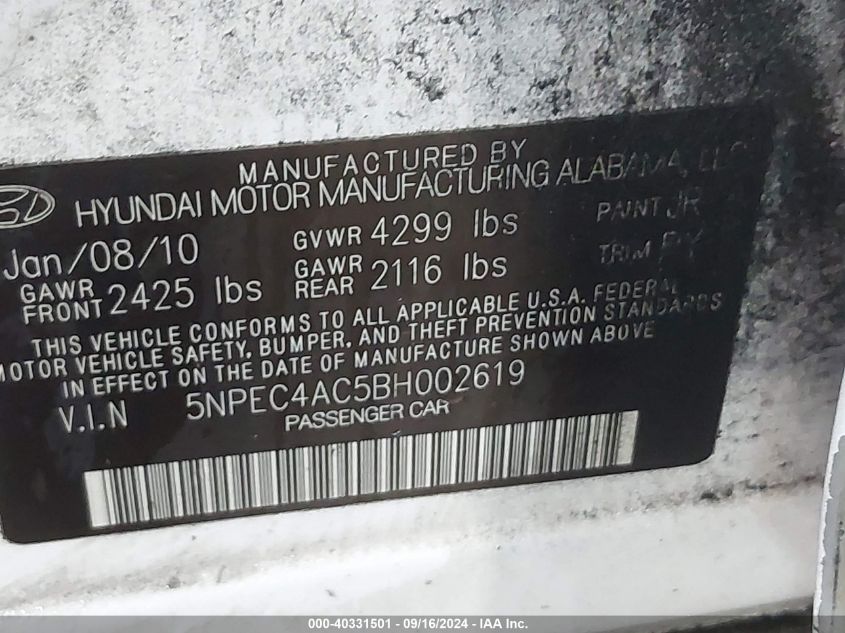 MANUFACTURED BY
HYUNDAI MOTOR MANUFACTURING ALABAMA, LLC
Jan/08/10 GVWR 4299 lbs PAINT JR
GAWR FRONT 2425 lbs GAWR REAR 2116 lbs TRIM
THIS VEHICLE CONFORMS TO ALL APPLICABLE U.S.A. FEDERAL
MOTOR VEHICLE SAFETY, BUMPER, AND THEFT PREVENTION STANDARDS
IN EFFECT ON THE DATE OF MANUFACTURE SHOWN ABOVE
V.I.N 5NPEC4AC5BH002619
PASSENGER CAR
000-40331501 - 09/16/2024 - IAA Inc.